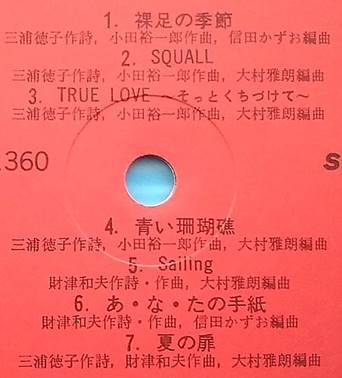 1. 裸足の季節
三浦徳子作詩, 小田裕一郎作曲, 信田かずお編曲
2. SQUALL
三浦徳子作詩, 小田裕一郎作曲, 大村雅朗編曲
3. TRUE LOVE ～そっとくちづけて～
三浦徳子作詩, 小田裕一郎作曲, 大村雅朗編曲
360
S
4. 青い珊瑚礁
三浦徳子作詩, 小田裕一郎作曲, 大村雅朗編曲
5. Sailing
財津和夫作詩・作曲, 大村雅朗編曲
6. あ・な・たの手紙
財津和夫作詩・作曲, 信田かずお編曲
7. 夏の扉
三浦徳子作詩, 財津和夫作曲, 大村雅朗編曲